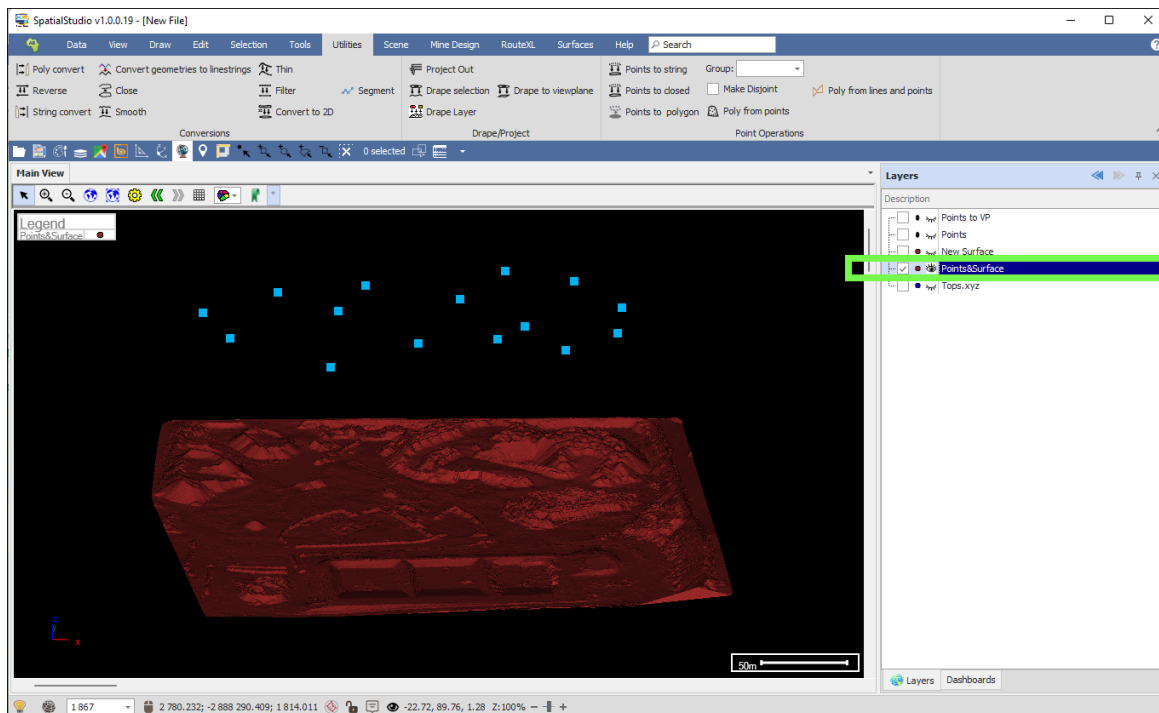 SpatialStudio v1.0.0.19 - [New File]
Data View Draw Edit Selection Tools Utilities Scene Mine Design RouteXL Surfaces Help Search
Poly convert Convert geometries to linestrings Thin Project Out Points to string Group:
Reverse Close Filter Segment Drape selection Drape to viewplane Points to closed Make Disjoint Poly from lines and points
String convert Smooth Convert to 2D Drape Layer Points to polygon Poly from points
Conversions Drape/Project Point Operations
0 selected
Main View
Layers
Description
Legend
Points&Surface
Points to VP
Points
New Surface
Points&Surface
Tops.xyz
z
y
x
50m
Layers Dashboards
1867 2 780.232; -2 888 290.409; 1 814.011 -22.72, 89.76, 1.28 Z:100%